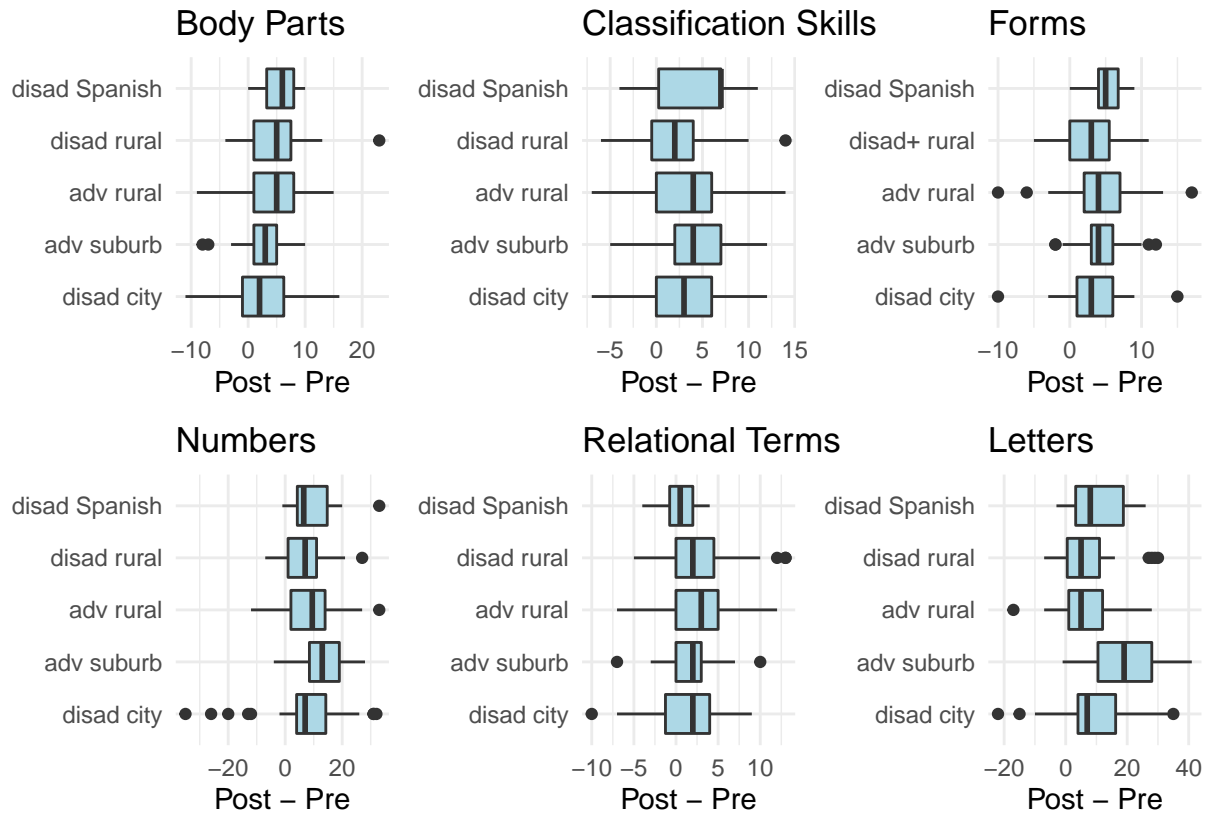 Body Parts
disad Spanish
disad rural
adv rural
adv suburb
disad city
−10 0 10 20
Post − Pre
Classification Skills
disad Spanish
disad rural
adv rural
adv suburb
disad city
−5 0 5 10 15
Post − Pre
Forms
disad Spanish
disad+ rural
adv rural
adv suburb
disad city
−10 0 10
Post − Pre
Numbers
disad Spanish
disad rural
adv rural
adv suburb
disad city
−20 0 20
Post − Pre
Relational Terms
disad Spanish
disad rural
adv rural
adv suburb
disad city
−10 −5 0 5 10
Post − Pre
Letters
disad Spanish
disad rural
adv rural
adv suburb
disad city
−20 0 20 40
Post − Pre